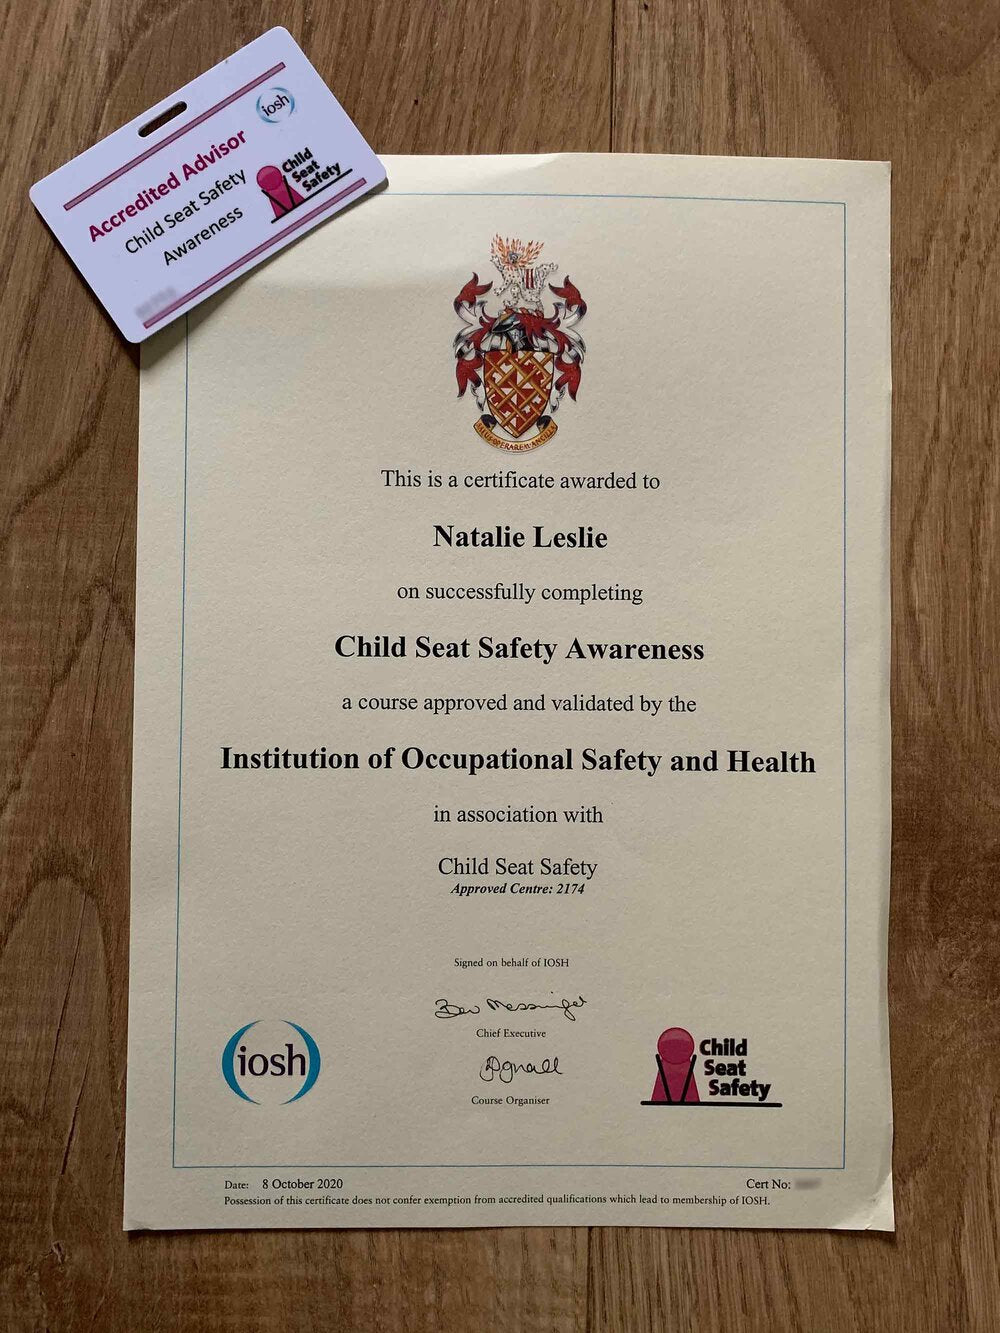 iosh
Accredited Advisor
Child Seat Safety
Awareness
Child
Seat
Safety
This is a certificate awarded to
Natalie Leslie
on successfully completing
Child Seat Safety Awareness
a course approved and validated by the
Institution of Occupational Safety and Health
in association with
Child Seat Safety
Approved Centre: 2174
Signed on behalf of IOSH
Bev Messinger
Chief Executive
Course Organiser
iosh
Child
Seat
Safety
Date: 8 October 2020
Cert No:
Possession of this certificate does not confer exemption from accredited qualifications which lead to membership of IOSH.